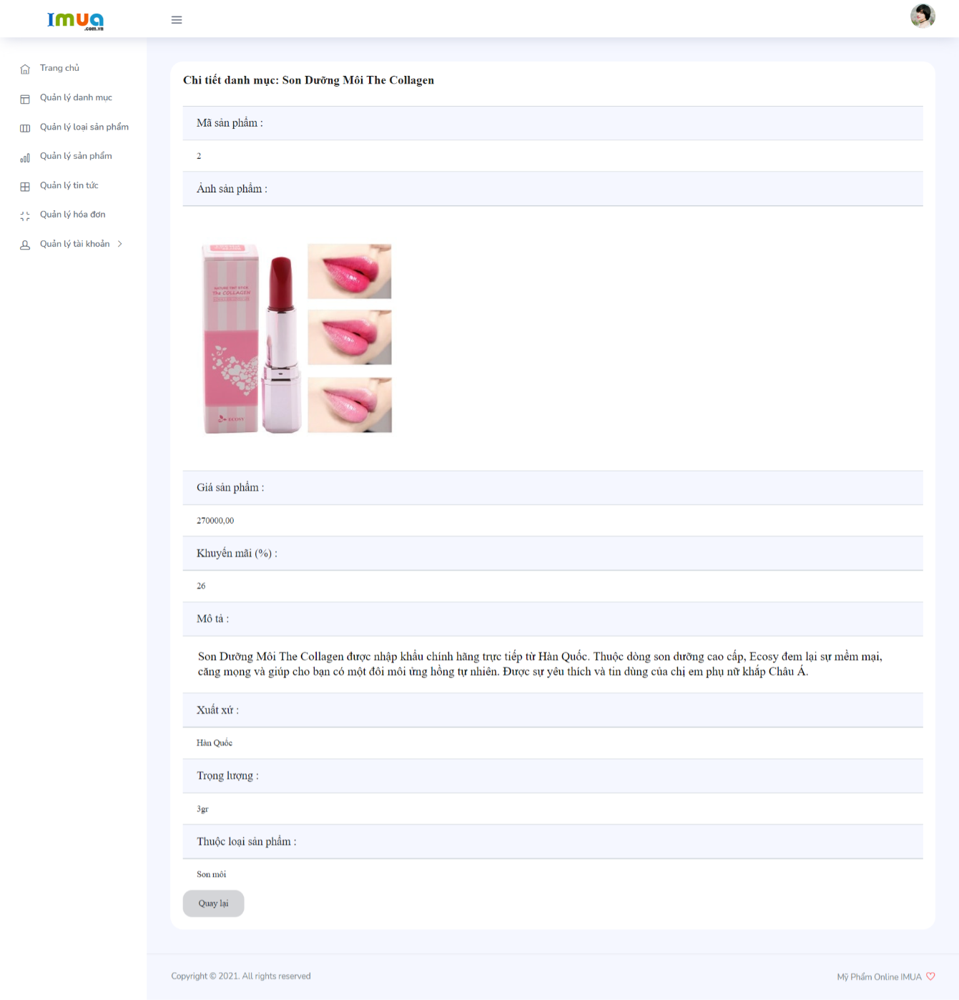 Imua
.com.vn
Trang chủ
Quản lý danh mục
Quản lý loại sản phẩm
Quản lý sản phẩm
Quản lý tin tức
Quản lý hóa đơn
Quản lý tài khoản
Chi tiết danh mục: Son Dưỡng Môi The Collagen
Mã sản phẩm :
2
Ảnh sản phẩm :
NATURE TINT STICK
The COLLAGEN
ECOSY
Giá sản phẩm :
270000,00
Khuyến mãi (%) :
26
Mô tả :
Son Dưỡng Môi The Collagen được nhập khẩu chính hãng trực tiếp từ Hàn Quốc. Thuộc dòng son dưỡng cao cấp, Ecosy đem lại sự mềm mại,
căng mọng và giúp cho bạn có một đôi môi ửng hồng tự nhiên. Được sự yêu thích và tin dùng của chị em phụ nữ khắp Châu Á.
Xuất xứ :
Hàn Quốc
Trọng lượng :
3gr
Thuộc loại sản phẩm :
Son môi
Quay lại
Copyright © 2021. All rights reserved
Mỹ Phẩm Online IMUA